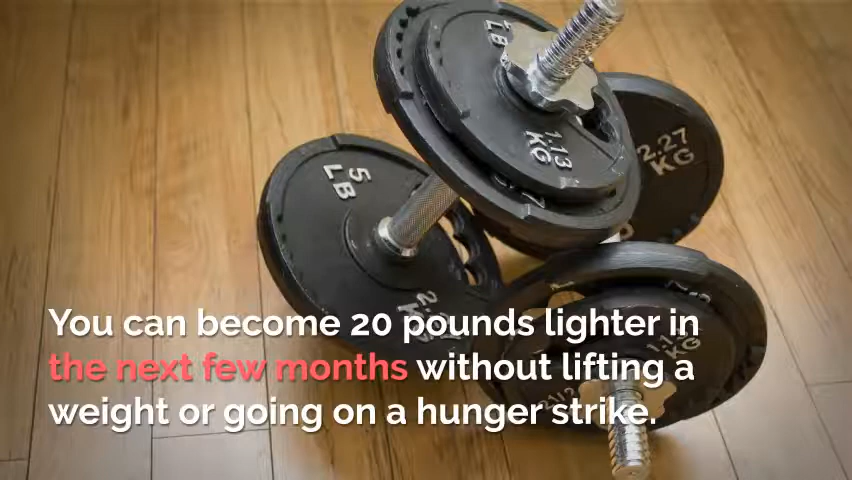 LB
1.13
KG
2.27
KG
5
LB
You can become 20 pounds lighter in
the next few months without lifting a
weight or going on a hunger strike.